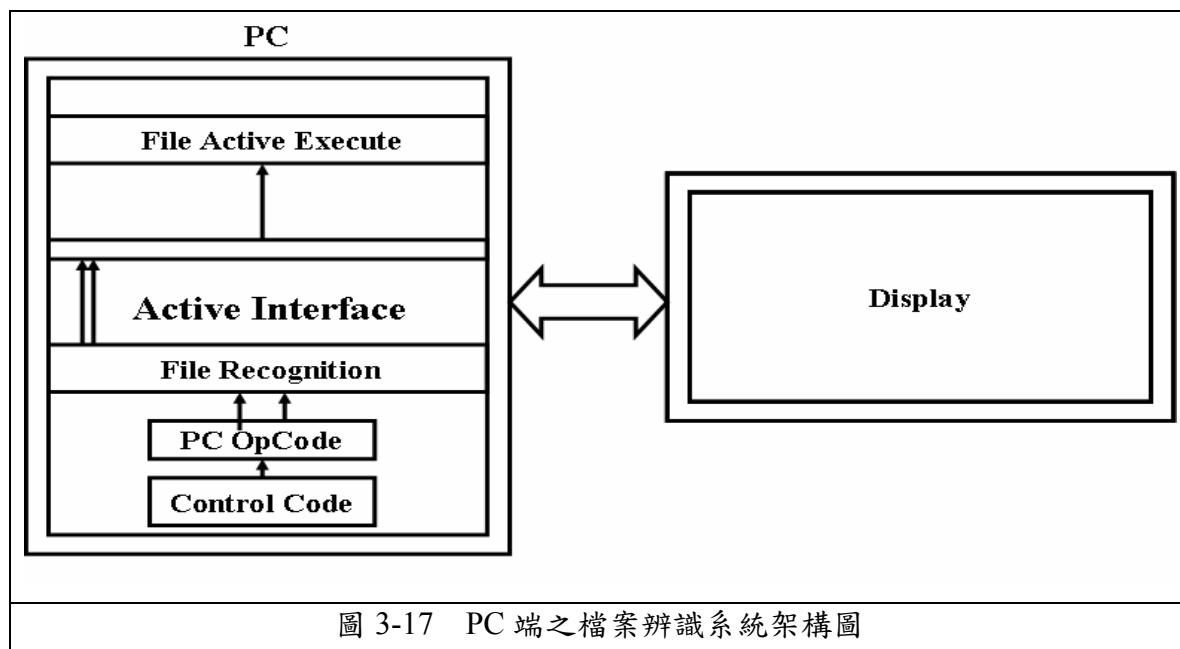 PC
File Active Execute
Active Interface
File Recognition
PC OpCode
Control Code
Display
圖 3-17 PC 端之檔案辨識系統架構圖